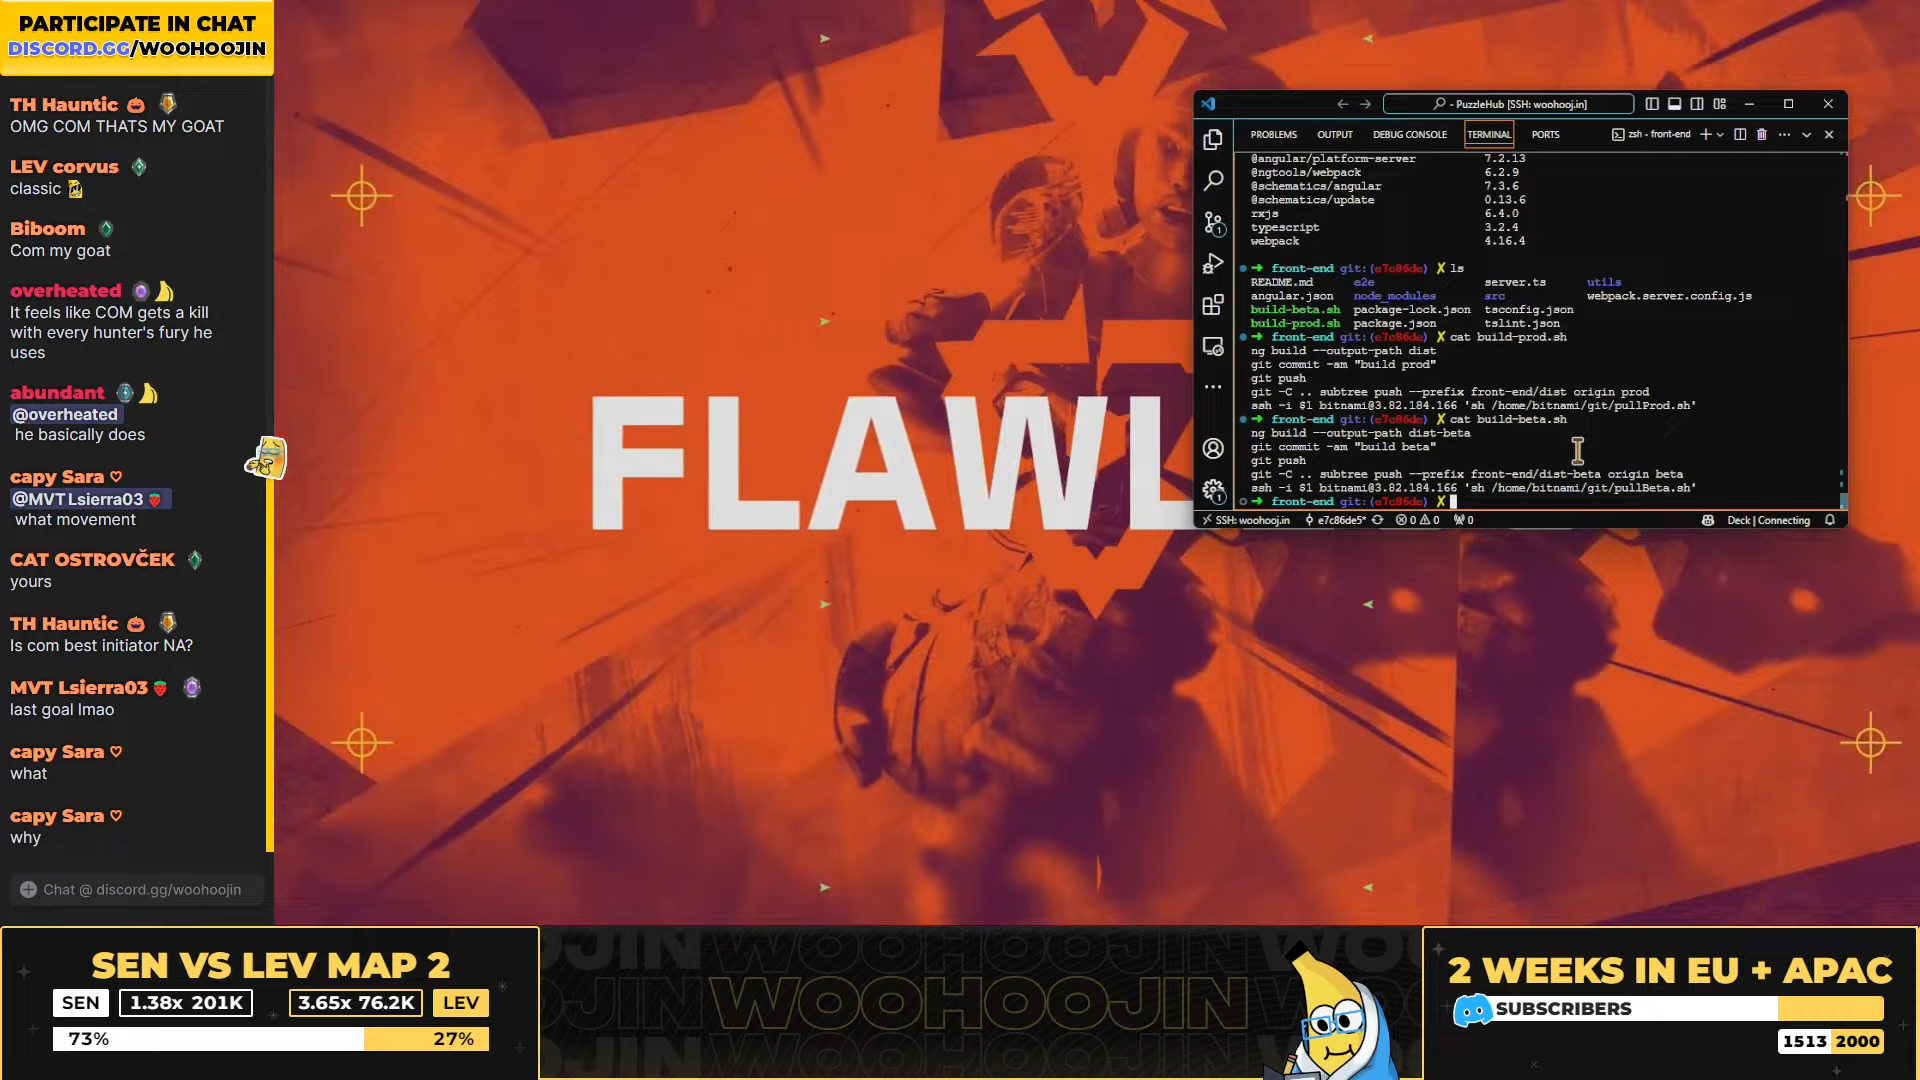 PARTICIPATE IN CHAT
DISCORD.GG/WOOHOOJIN
TH Hauntic
OMG COM THATS MY GOAT
LEV corvus
classic
Biboom
Com my goat
overheated
It feels like COM gets a kill
with every hunter's fury he
uses
abundant
@overheated
he basically does
capy Sara ♡
@MVT Lsierra03
what movement
CAT OSTROVČEK
yours
TH Hauntic
Is com best initiator NA?
MVT Lsierra03
last goal lmao
capy Sara ♡
what
capy Sara ♡
why
Chat @ discord.gg/woohoojin
FLAWL
- PuzzleHub [SSH: woohooj.in]
PROBLEMS OUTPUT DEBUG CONSOLE TERMINAL PORTS zsh - front-end
@angular/platform-server 7.2.13
@ngtools/webpack 6.2.9
@schematics/angular 7.3.6
@schematics/update 0.13.6
rxjs 6.4.0
typescript 3.2.4
webpack 4.16.4
➜ front-end git:(e7c86de) ✗ ls
README.md e2e server.ts utils
angular.json node_modules src webpack.server.config.js
build-beta.sh package-lock.json tsconfig.json
build-prod.sh package.json tslint.json
➜ front-end git:(e7c86de) ✗ cat build-prod.sh
ng build --output-path dist
git commit -am "build prod"
git push
git -C .. subtree push --prefix front-end/dist origin prod
ssh -i $1 bitnami@3.82.184.166 'sh /home/bitnami/git/pullProd.sh'
➜ front-end git:(e7c86de) ✗ cat build-beta.sh
ng build --output-path dist-beta
git commit -am "build beta"
git push
git -C .. subtree push --prefix front-end/dist-beta origin beta
ssh -i $1 bitnami@3.82.184.166 'sh /home/bitnami/git/pullBeta.sh'
➜ front-end git:(e7c86de) ✗
SSH: woohooj.in e7c86de5* 0 0 0 Deck | Connecting
SEN VS LEV MAP 2
SEN 1.38x 201K 3.65x 76.2K LEV
73% 27%
WOOHOOJIN
2 WEEKS IN EU + APAC
SUBSCRIBERS
1513 2000